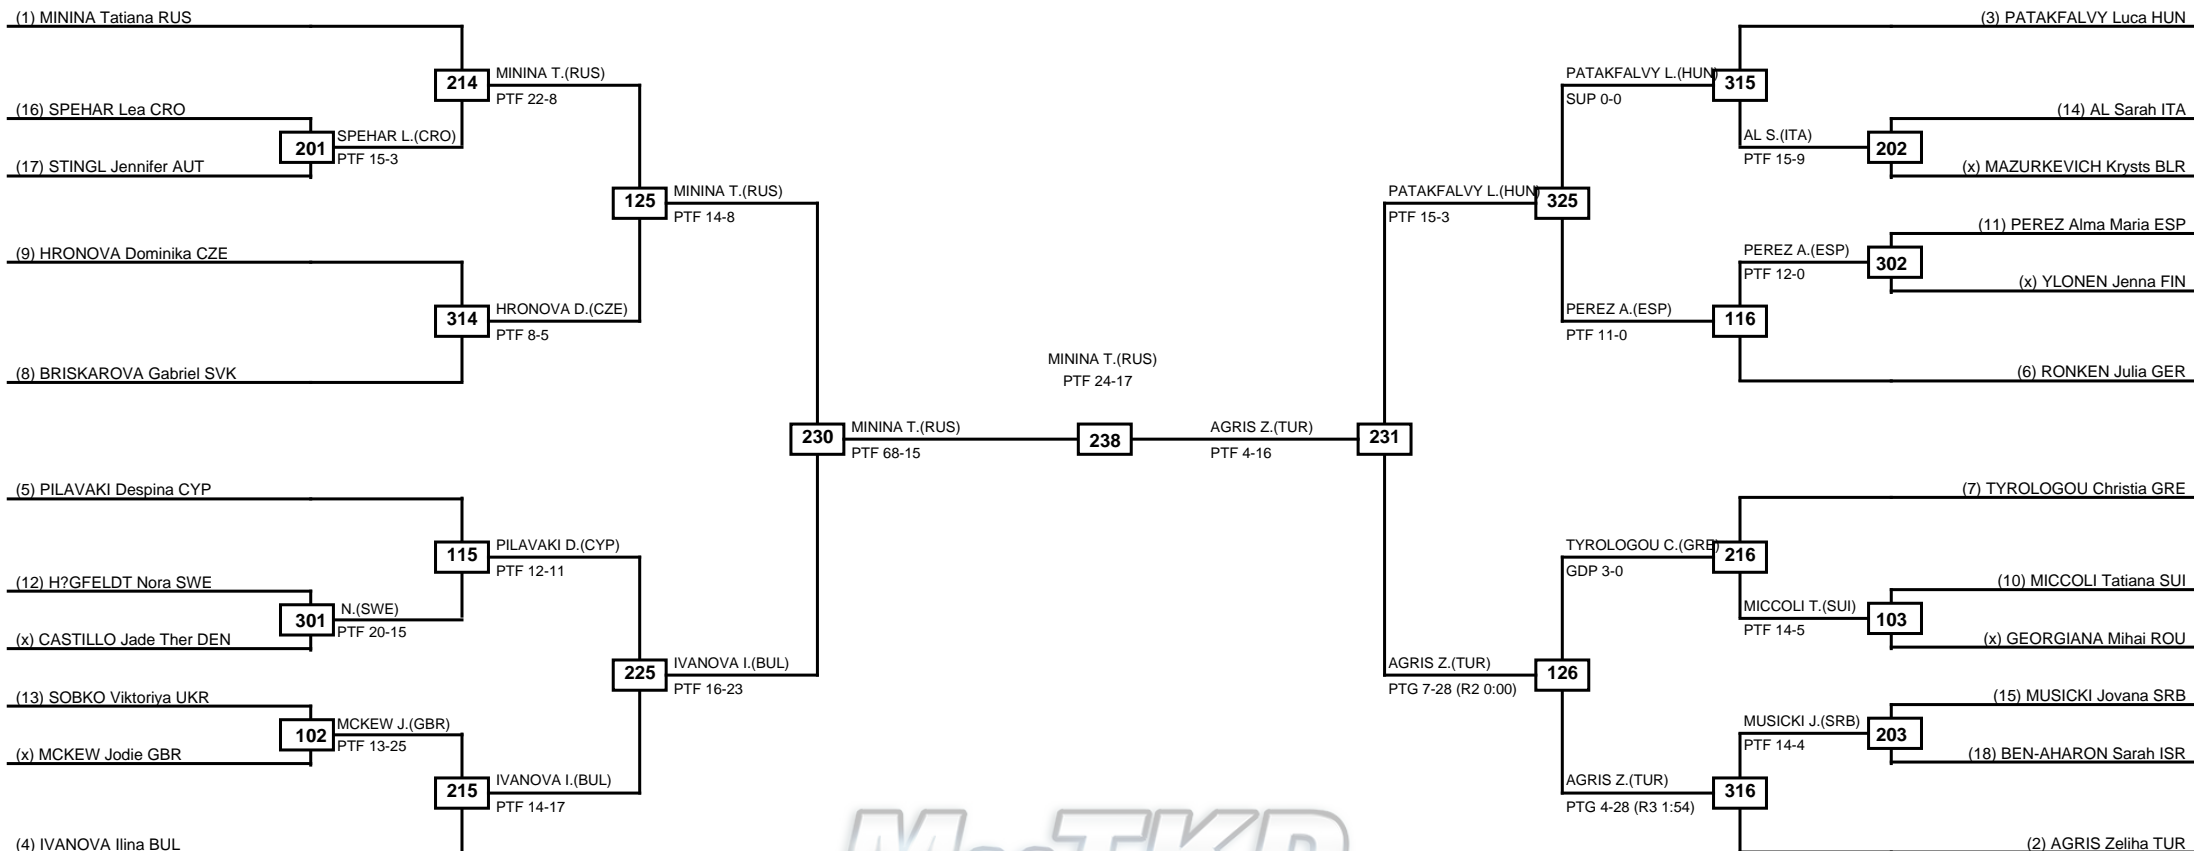 (1) MININA Tatiana RUS
(16) SPEHAR Lea CRO
(17) STINGL Jennifer AUT
(9) HRONOVA Dominika CZE
(8) BRISKAROVA Gabriel SVK
(5) PILAVAKI Despina CYP
(12) H?GFELDT Nora SWE
(x) CASTILLO Jade Ther DEN
(13) SOBKO Viktoriya UKR
(x) MCKEW Jodie GBR
(4) IVANOVA Ilina BUL
201
SPEHAR L.(CRO)
PTF 15-3
301
N.(SWE)
PTF 20-15
102
MCKEW J.(GBR)
PTF 13-25
214
MININA T.(RUS)
PTF 22-8
314
HRONOVA D.(CZE)
PTF 8-5
115
PILAVAKI D.(CYP)
PTF 12-11
215
IVANOVA I.(BUL)
PTF 14-17
125
MININA T.(RUS)
PTF 14-8
225
IVANOVA I.(BUL)
PTF 16-23
230
MININA T.(RUS)
PTF 68-15
MININA T.(RUS)
PTF 24-17
238
AGRIS Z.(TUR)
PTF 4-16
231
PATAKFALVY L.(HUN)
PTF 15-3
325
AGRIS Z.(TUR)
PTG 7-28 (R2 0:00)
126
PATAKFALVY L.(HUN)
SUP 0-0
315
PEREZ A.(ESP)
PTF 11-0
116
TYROLOGOU C.(GRE)
GDP 3-0
216
AGRIS Z.(TUR)
PTG 4-28 (R3 1:54)
316
AL S.(ITA)
PTF 15-9
202
PEREZ A.(ESP)
PTF 12-0
302
MICCOLI T.(SUI)
PTF 14-5
103
MUSICKI J.(SRB)
PTF 14-4
203
(3) PATAKFALVY Luca HUN
(14) AL Sarah ITA
(x) MAZURKEVICH Krysts BLR
(11) PEREZ Alma Maria ESP
(x) YLONEN Jenna FIN
(6) RONKEN Julia GER
(7) TYROLOGOU Christia GRE
(10) MICCOLI Tatiana SUI
(x) GEORGIANA Mihai ROU
(15) MUSICKI Jovana SRB
(18) BEN-AHARON Sarah ISR
(2) AGRIS Zeliha TUR